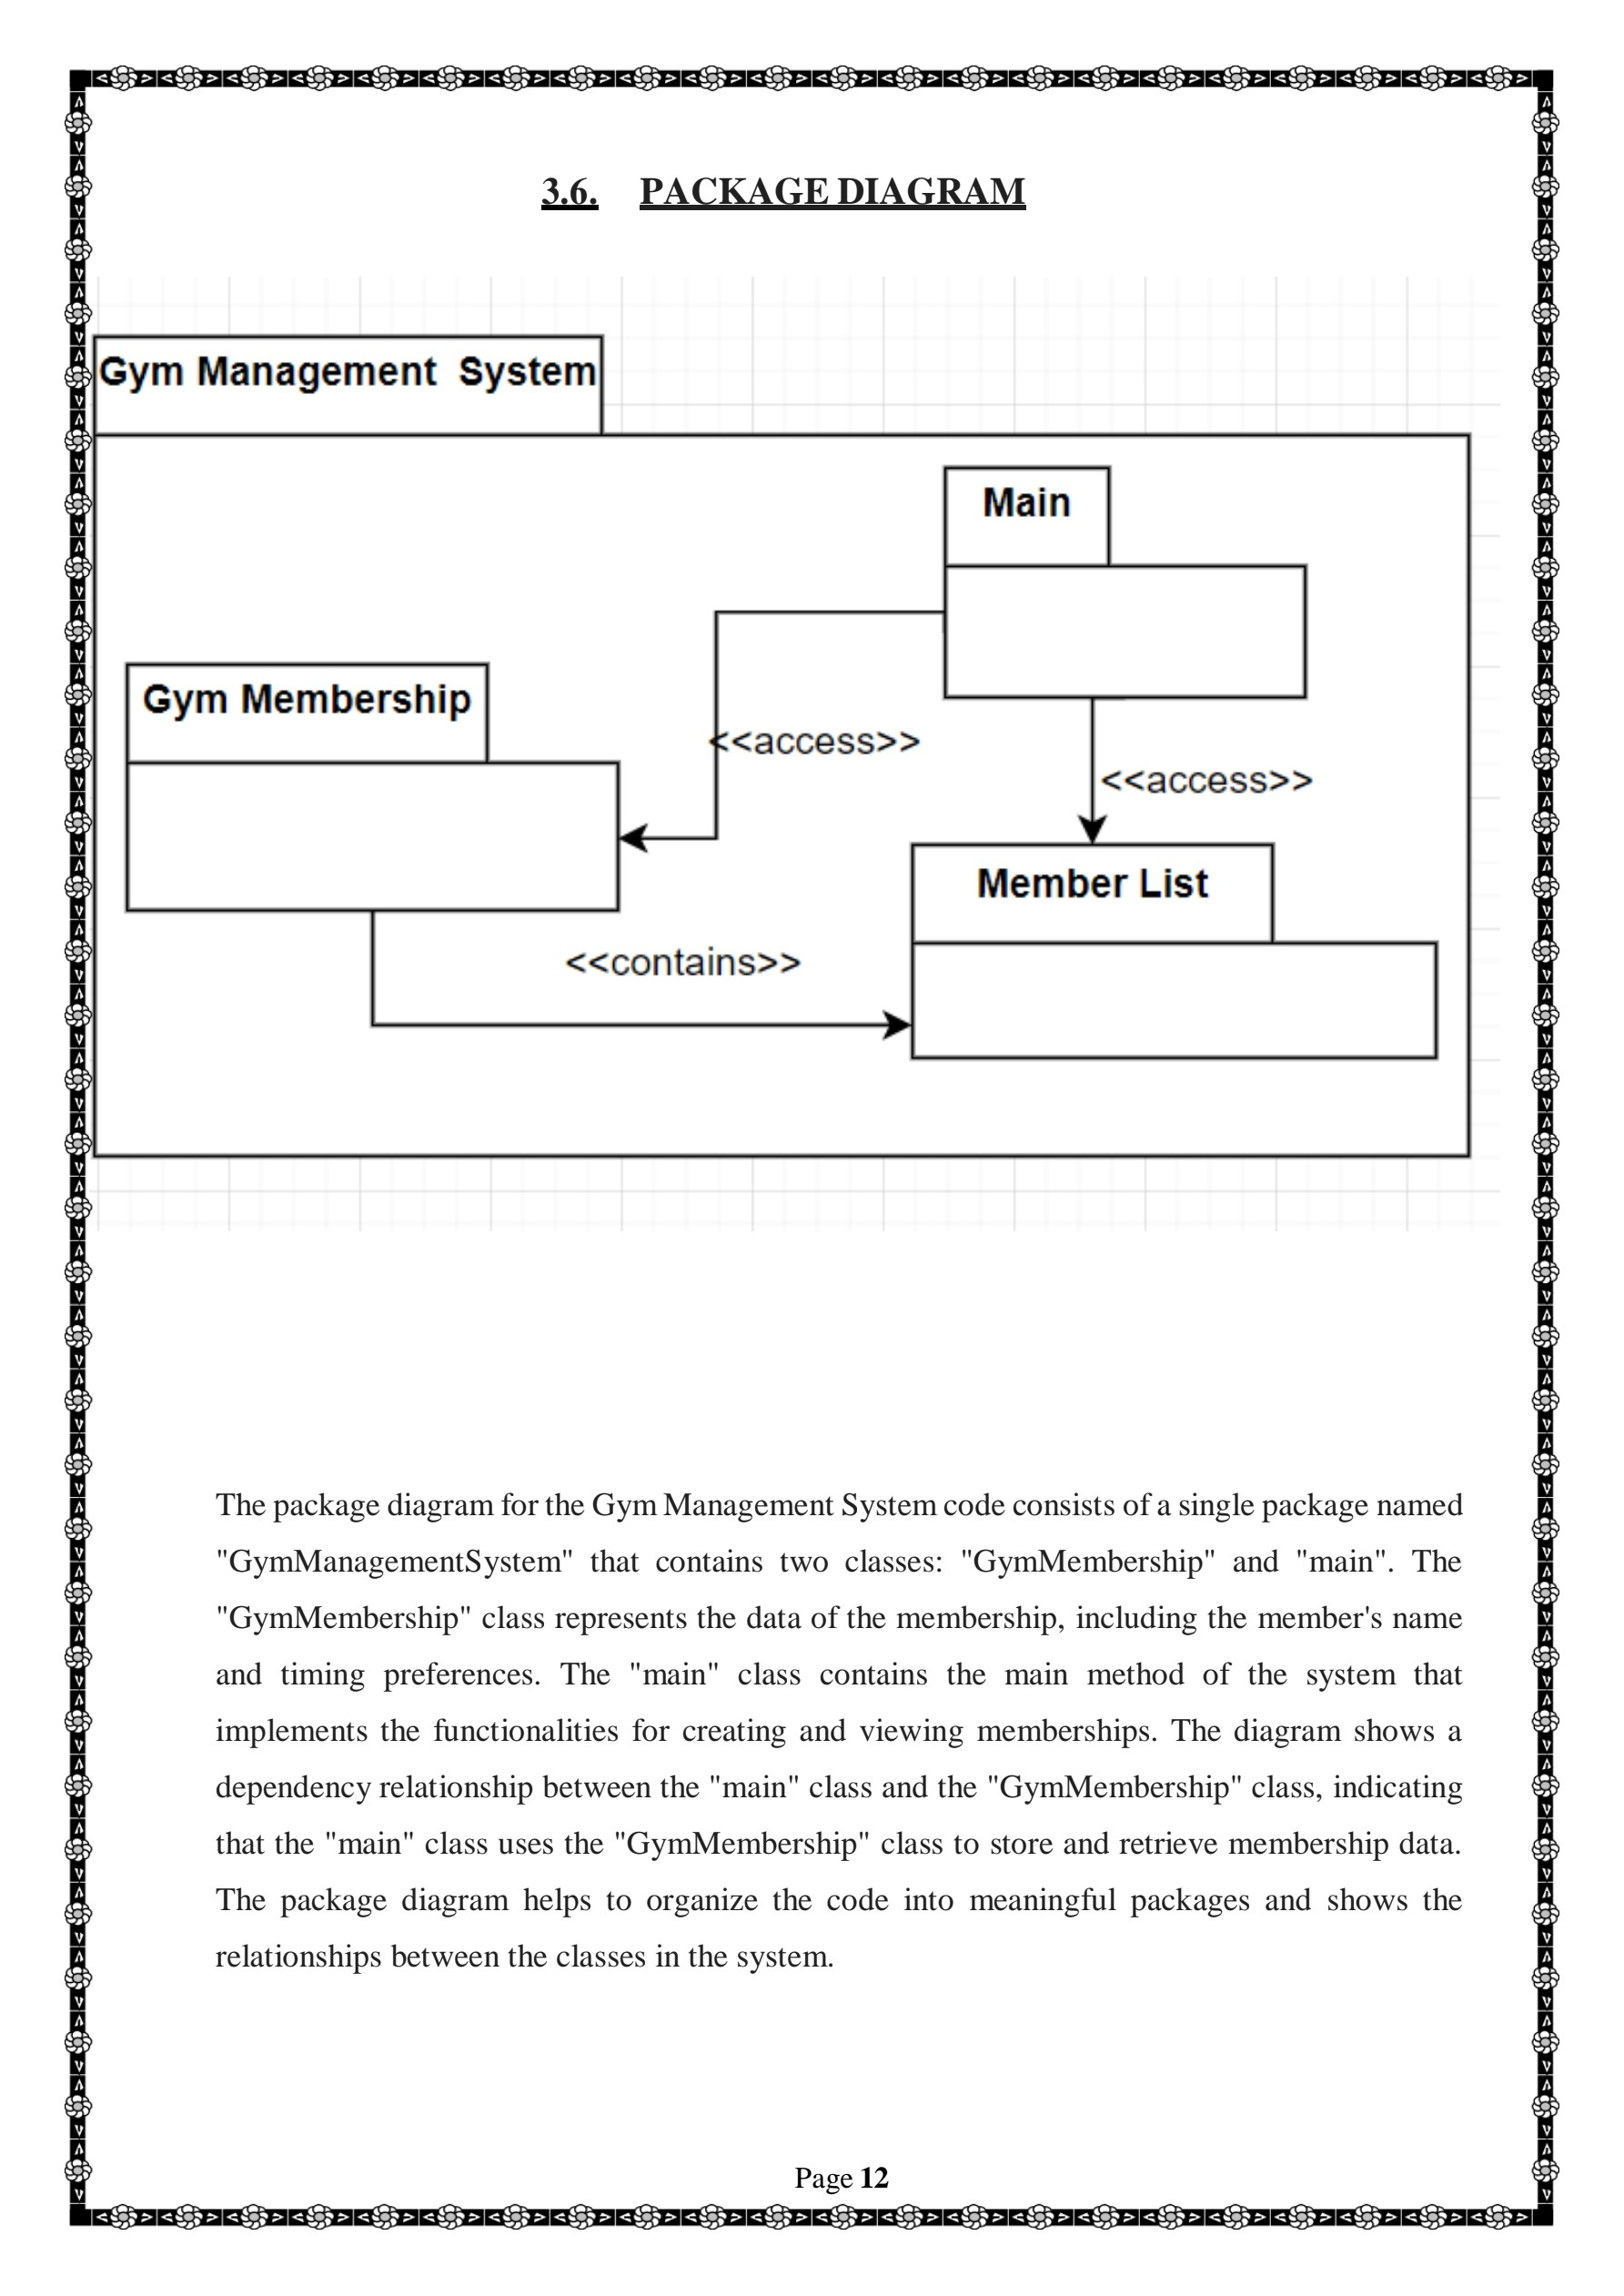 3.6. PACKAGE DIAGRAM
Gym Management System
Main
Gym Membership
<<access>>
<<access>>
Member List
<<contains>>
The package diagram for the Gym Management System code consists of a single package named
"GymManagementSystem" that contains two classes: "GymMembership" and "main". The
"GymMembership" class represents the data of the membership, including the member's name
and timing preferences. The "main" class contains the main method of the system that
implements the functionalities for creating and viewing memberships. The diagram shows a
dependency relationship between the "main" class and the "GymMembership" class, indicating
that the "main" class uses the "GymMembership" class to store and retrieve membership data.
The package diagram helps to organize the code into meaningful packages and shows the
relationships between the classes in the system.
Page 12